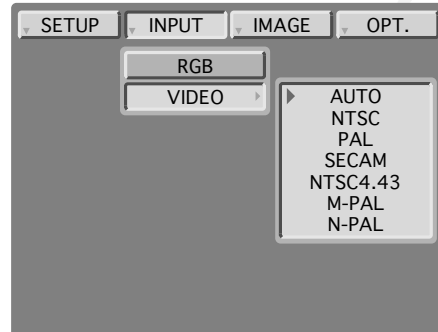 SETUP INPUT IMAGE OPT.
RGB
VIDEO
AUTO
NTSC
PAL
SECAM
NTSC4.43
M-PAL
N-PAL